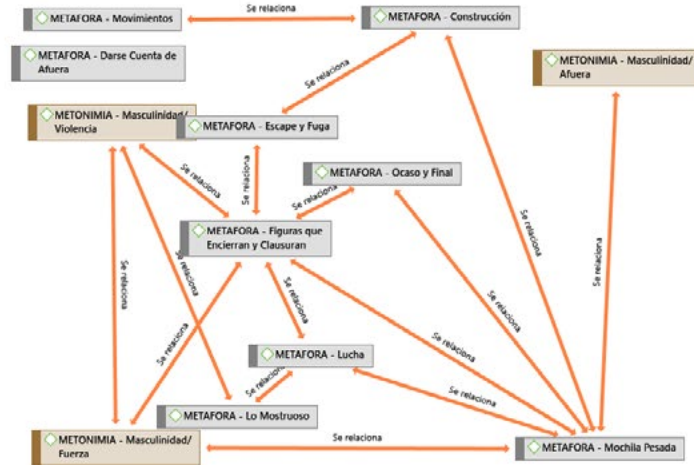 METAFORA - Movimientos
Se relaciona
METAFORA - Construcción
METAFORA - Darse Cuenta de
Afuera
Se relaciona
METONIMIA - Masculinidad/
Afuera
METONIMIA - Masculinidad/
Violencia
METAFORA - Escape y Fuga
Se relaciona
Se relaciona
Se relaciona
METAFORA - Ocaso y Final
Se relaciona
Se relaciona
METAFORA - Figuras que
Encierran y Clausuran
Se relaciona
Se relaciona
Se relaciona
Se relaciona
Se relaciona
Se relaciona
METAFORA - Lucha
Se relaciona
Se relaciona
Se relaciona
METAFORA - Lo Mostruoso
METONIMIA - Masculinidad/
Fuerza
Se relaciona
METAFORA - Mochila Pesada